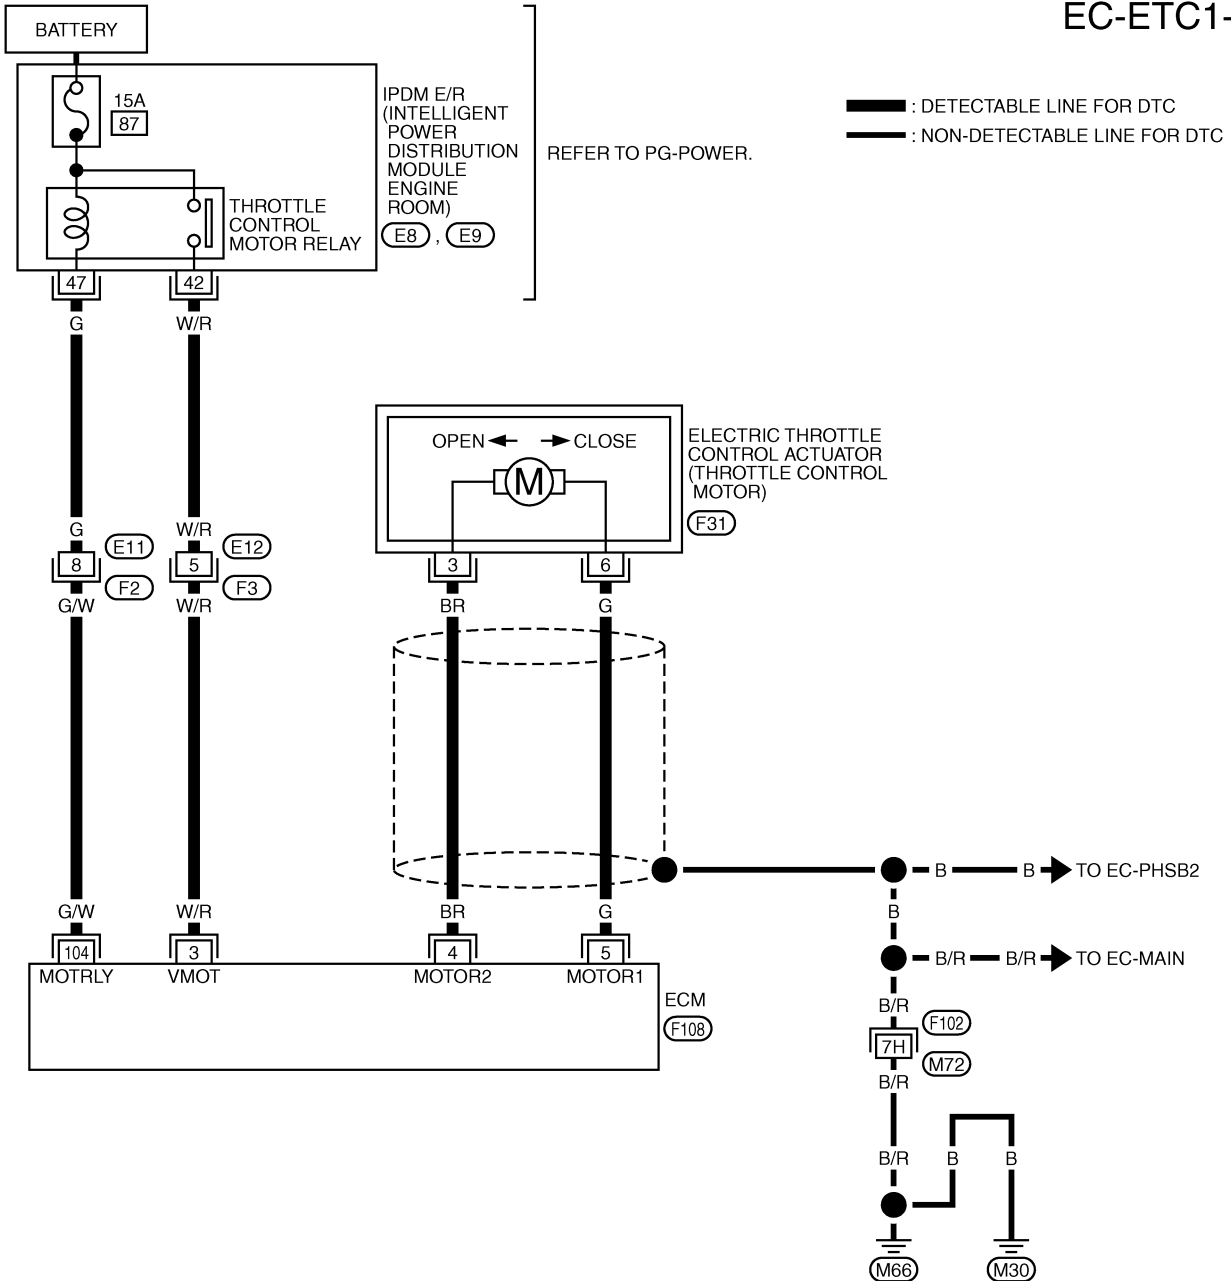 EC-ETC1-
BATTERY
15A
87
IPDM E/R
(INTELLIGENT
POWER
DISTRIBUTION
MODULE
ENGINE
ROOM)
E8 , E9
REFER TO PG-POWER.
: DETECTABLE LINE FOR DTC
: NON-DETECTABLE LINE FOR DTC
THROTTLE
CONTROL
MOTOR RELAY
47 42
G W/R
OPEN CLOSE
M
ELECTRIC THROTTLE
CONTROL ACTUATOR
(THROTTLE CONTROL
MOTOR)
F31
G W/R
E11 E12
8 5 3 6
F2 F3
G/W W/R BR G
B B TO EC-PHSB2
G/W W/R BR G B
104 3 4 5
B/R B/R TO EC-MAIN
MOTRLY VMOT MOTOR2 MOTOR1
ECM
F108
B/R
F102
7H
M72
B/R
B/R B B
M66 M30